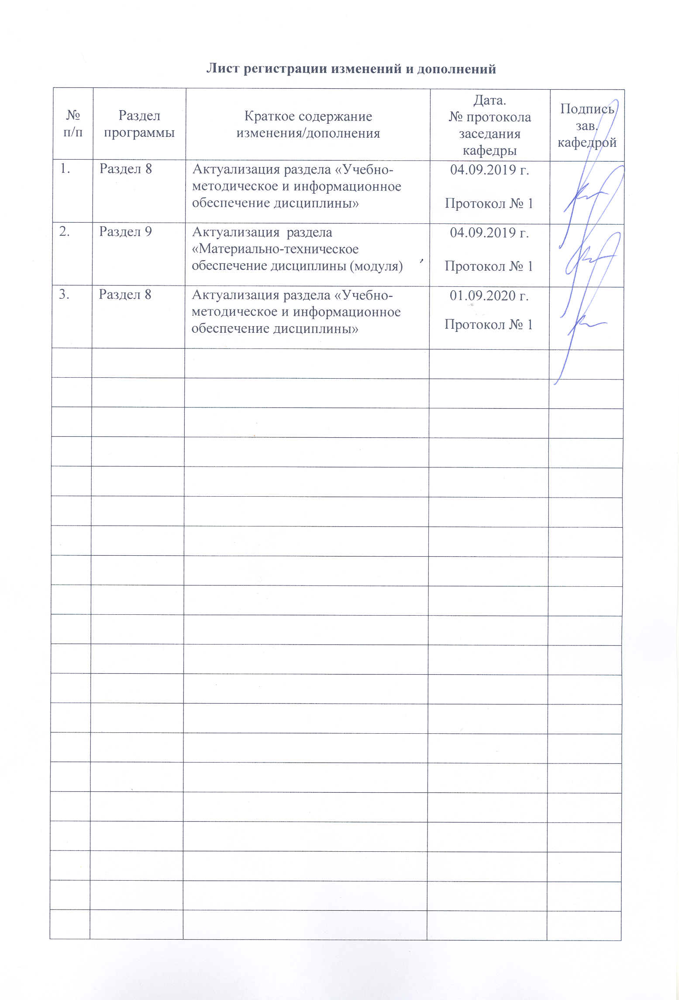 Лист регистрации изменений и дополнений
№
п/п
Раздел
программы
Краткое содержание
изменения/дополнения
Дата.
№ протокола
заседания
кафедры
Подпись
зав.
кафедрой
1.
Раздел 8
Актуализация раздела «Учебно-
методическое и информационное
обеспечение дисциплины»
04.09.2019 г.
Протокол № 1
2.
Раздел 9
Актуализация  раздела
«Материально-техническое
обеспечение дисциплины (модуля)
04.09.2019 г.
Протокол № 1
3.
Раздел 8
Актуализация раздела «Учебно-
методическое и информационное
обеспечение дисциплины»
01.09.2020 г.
Протокол № 1